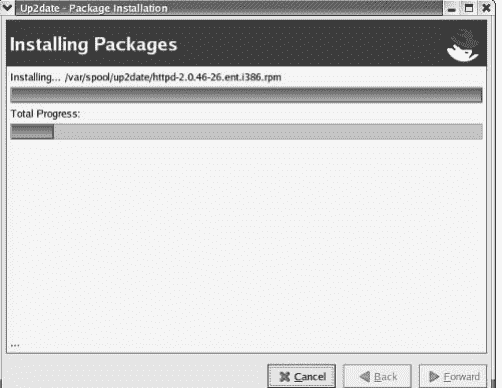 Up2date - Package Installation
Installing Packages
Installing... /var/spool/up2date/httpd-2.0.46-26.ent.i386.rpm
Total Progress:
...
Cancel
Back
Forward